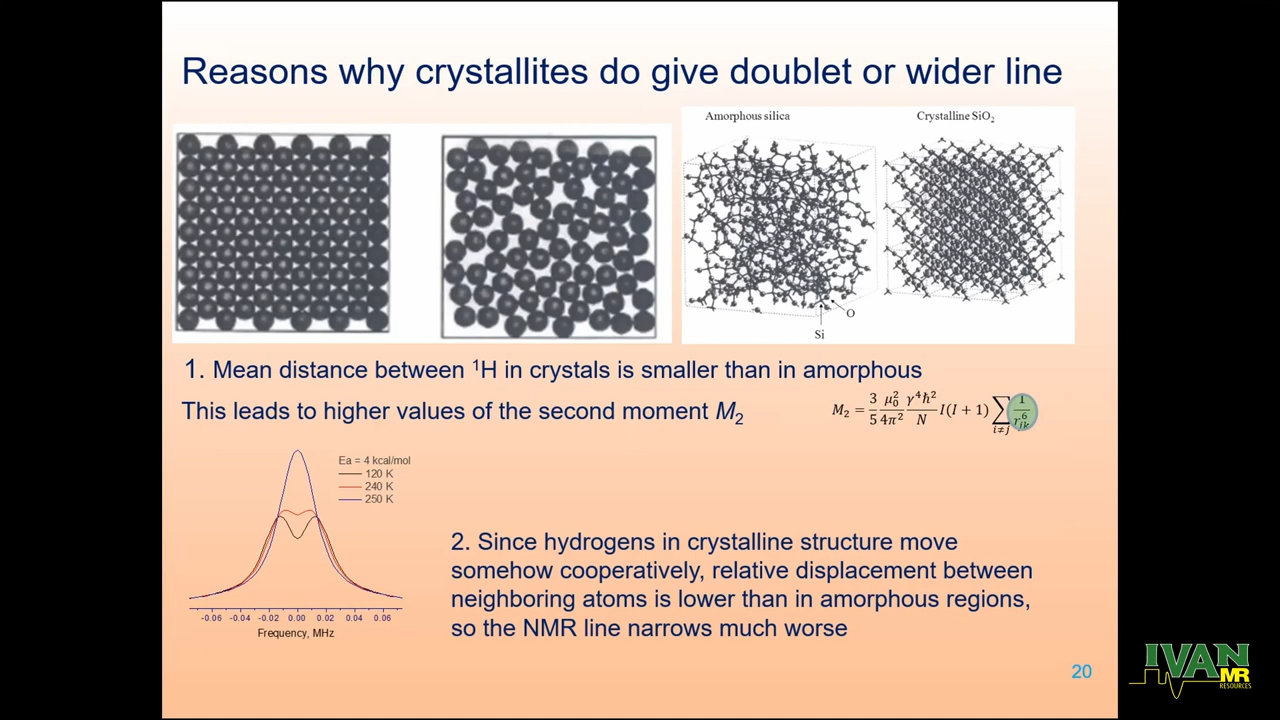 Reasons why crystallites do give doublet or wider line
Amorphous silica
Crystalline SiO₂
O
Si
1. Mean distance between ¹H in crystals is smaller than in amorphous
This leads to higher values of the second moment M₂
M₂ = 3/5 μ₀²/4π² γ⁴ħ²/N I(I + 1) ∑ i≠j 1/r⁶jk
Ea = 4 kcal/mol
120 K
240 K
250 K
-0.06 -0.04 -0.02 0.00 0.02 0.04 0.06
Frequency, MHz
2. Since hydrogens in crystalline structure move
somehow cooperatively, relative displacement between
neighboring atoms is lower than in amorphous regions,
so the NMR line narrows much worse
20
IVAN
MR
RESOURCES